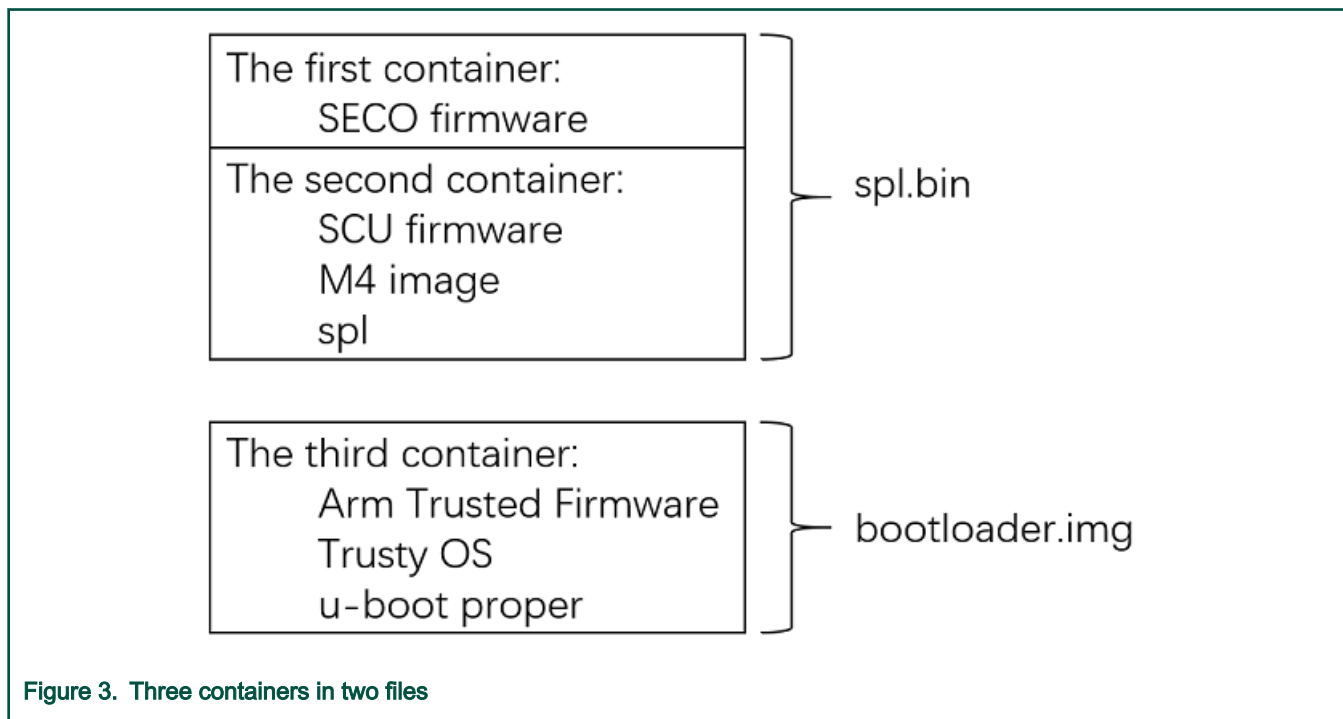 The first container:
SECO firmware
The second container:
SCU firmware
M4 image
spl
spl.bin
The third container:
Arm Trusted Firmware
Trusty OS
u-boot proper
bootloader.img
Figure 3. Three containers in two files